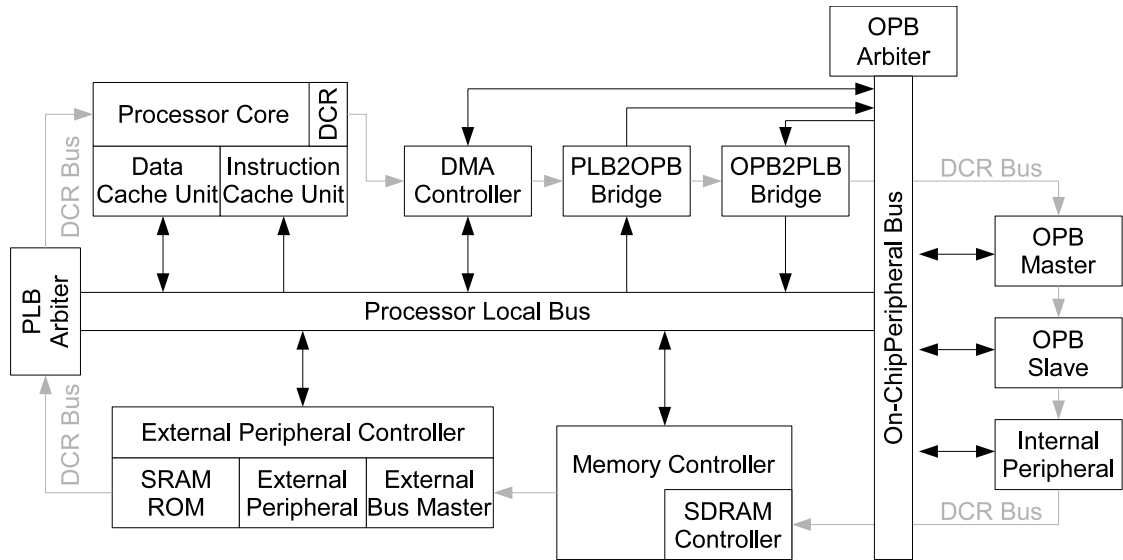 OPB
Arbiter
Processor Core
DCR
Data
Cache Unit
Instruction
Cache Unit
DMA
Controller
PLB2OPB
Bridge
OPB2PLB
Bridge
DCR Bus
DCR Bus
OPB
Master
PLB
Arbiter
Processor Local Bus
On-ChipPeripheral Bus
OPB
Slave
DCR Bus
External Peripheral Controller
SRAM
ROM
External
Peripheral
External
Bus Master
Memory Controller
SDRAM
Controller
Internal
Peripheral
DCR Bus